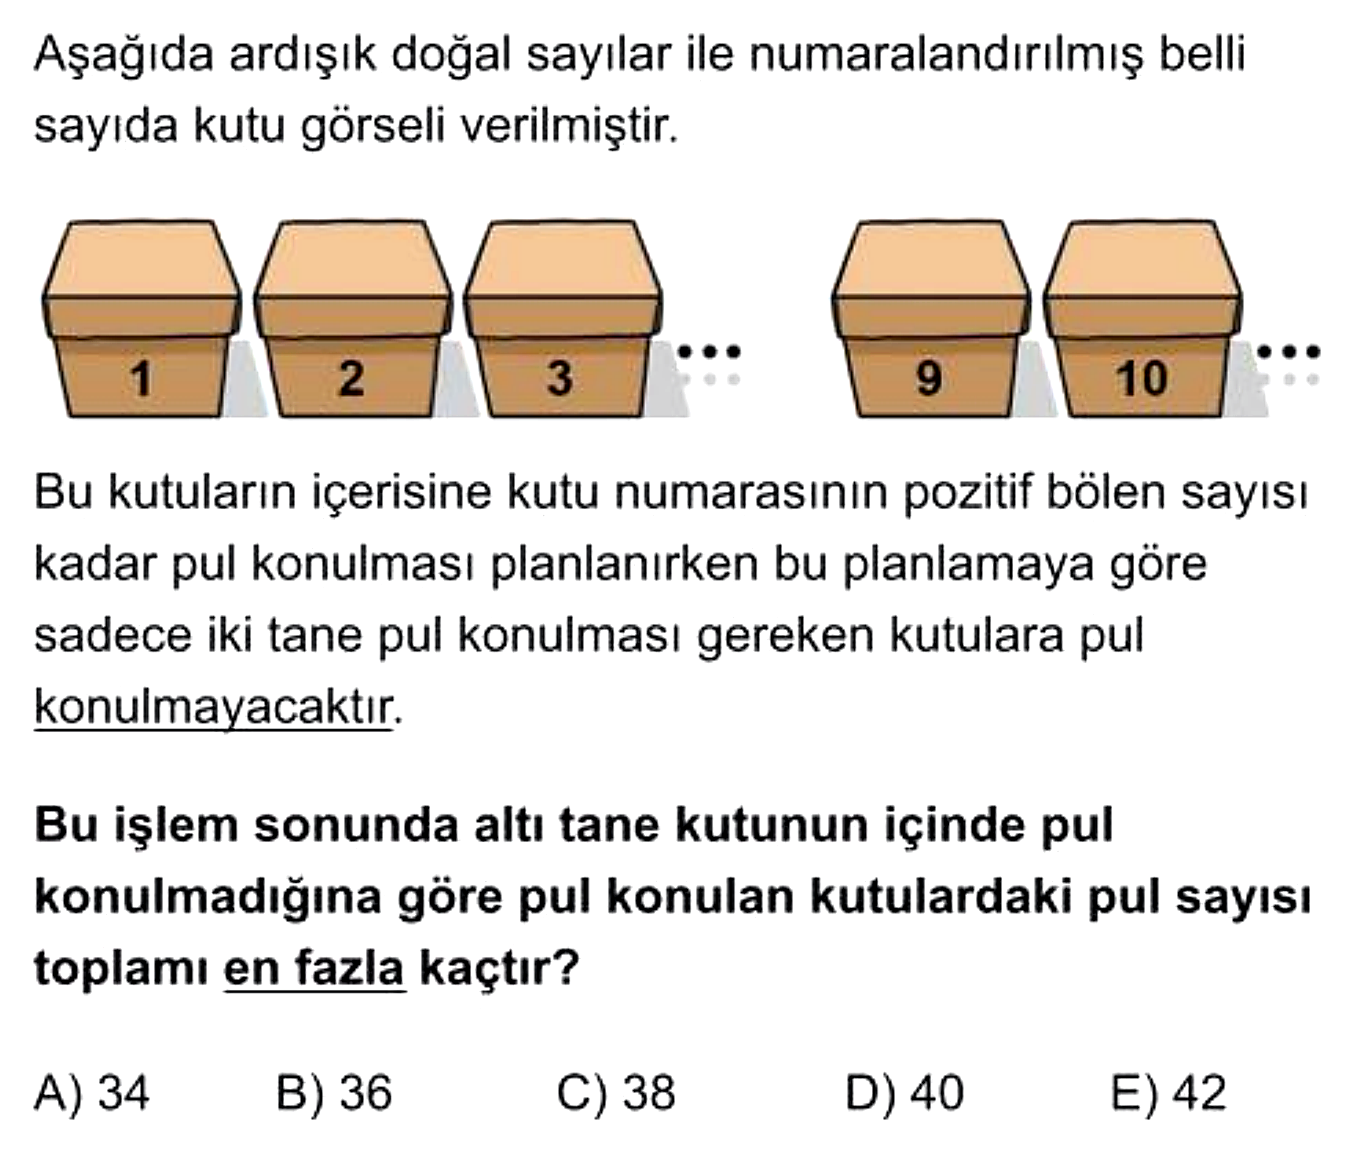 Aşağıda ardışık doğal sayılar ile numaralandırılmış belli
sayıda kutu görseli verilmiştir.
1 2 3 ... 9 10 ...
Bu kutuların içerisine kutu numarasının pozitif bölen sayısı
kadar pul konulması planlanırken bu planlamaya göre
sadece iki tane pul konulması gereken kutulara pul
konulmayacaktır.
Bu işlem sonunda altı tane kutunun içinde pul
konulmadığına göre pul konulan kutulardaki pul sayısı
toplamı en fazla kaçtır?
A) 34 B) 36 C) 38 D) 40 E) 42